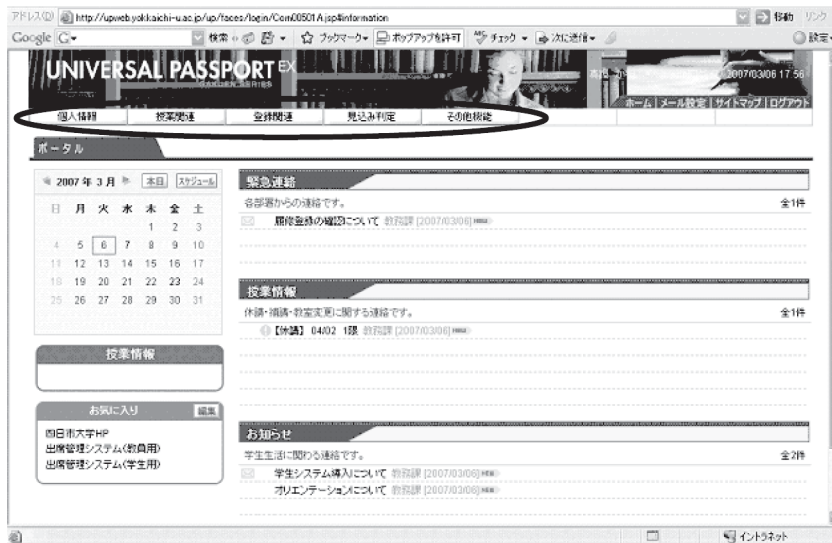 アドレス(D) http://upweb.yokkaichi-u.ac.jp/up/faces/login/Com00501A.jsp#information 移動 リンク
Google 検索 ブックマーク ポップアップを許可 チェック 次に送信 設定
UNIVERSAL PASSPORT EX
GARDEN SERIES
2007/03/06 17:56
ホーム | メール設定 | サイトマップ | ログアウト
個人情報 授業関連 登録関連 見込み判定 その他機能
ポータル
2007 年 3 月 本日 スケジュール
日 月 火 水 木 金 土
1 2 3
4 5 6 7 8 9 10
11 12 13 14 15 16 17
18 19 20 21 22 23 24
25 26 27 28 29 30 31
授業情報
お気に入り 編集
四日市大学HP
出席管理システム(教員用)
出席管理システム(学生用)
緊急連絡
各部署からの連絡です。 全1件
履修登録の確認について 教務課 [2007/03/06] NEW
授業情報
休講・補講・教室変更に関する連絡です。 全1件
【休講】 04/02 1限 教務課 [2007/03/06] NEW
お知らせ
学生生活に関わる連絡です。 全2件
学生システム導入について 教務課 [2007/03/06] NEW
オリエンテーションについて 教務課 [2007/03/06] NEW
イントラネット